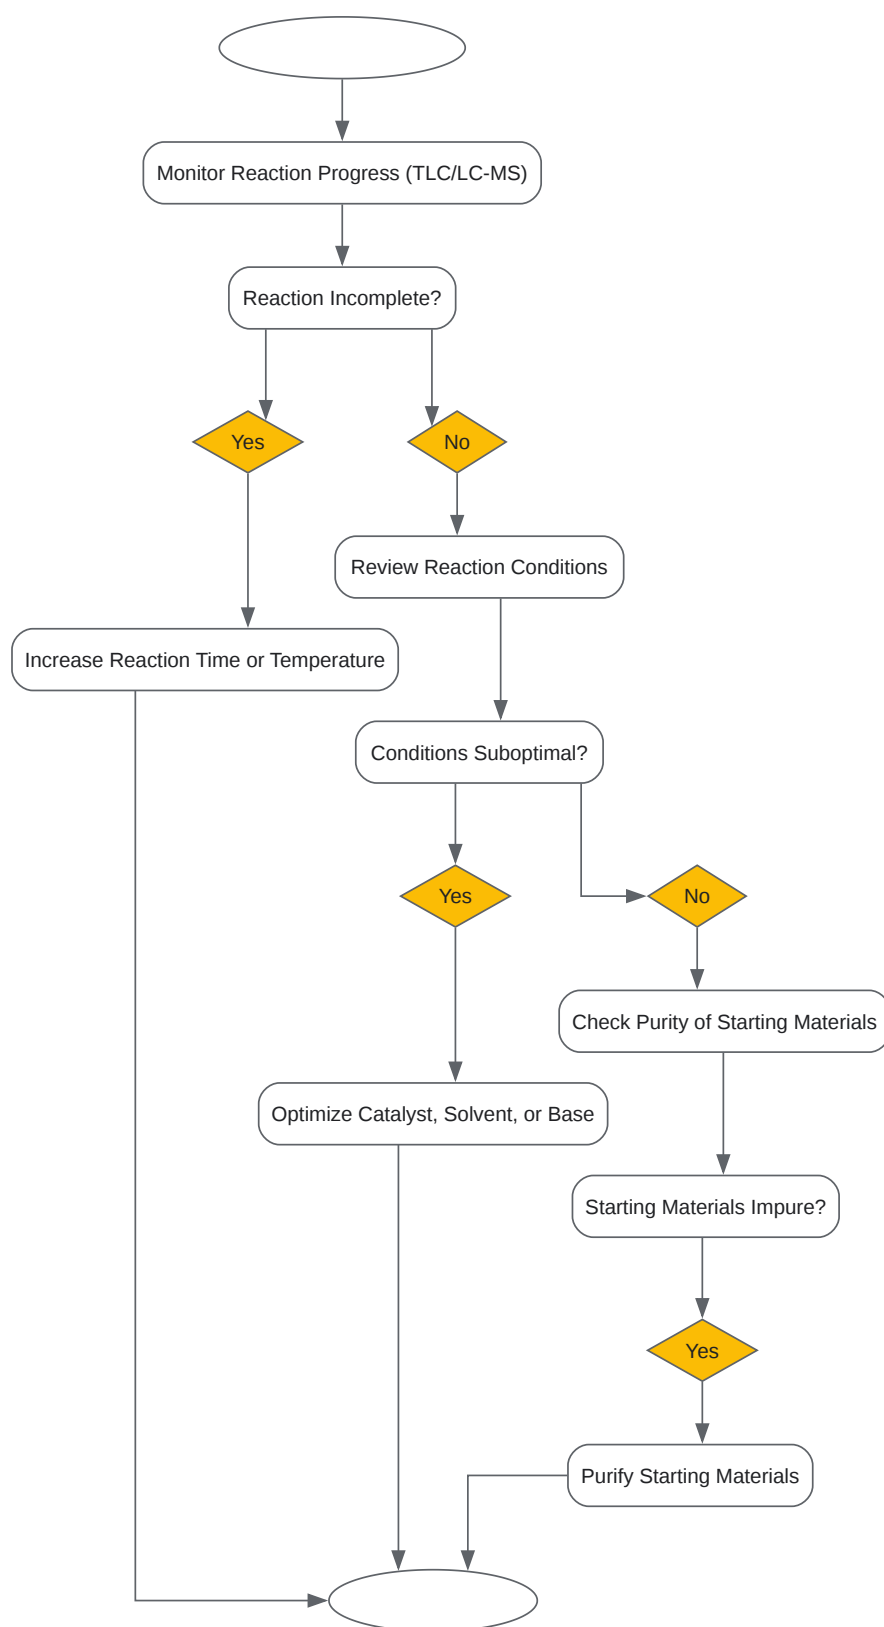 Monitor Reaction Progress (TLC/LC-MS)
Reaction Incomplete?
Yes
No
Review Reaction Conditions
Increase Reaction Time or Temperature
Conditions Suboptimal?
Yes
No
Check Purity of Starting Materials
Optimize Catalyst, Solvent, or Base
Starting Materials Impure?
Yes
Purify Starting Materials